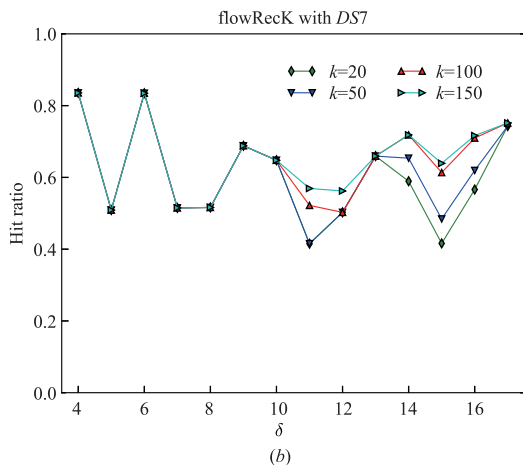 flowRecK with DS7
1.0
k=20 k=100
k=50 k=150
0.8
0.6
Hit ratio
0.4
0.2
0.0
4 6 8 10 12 14 16
δ
(b)